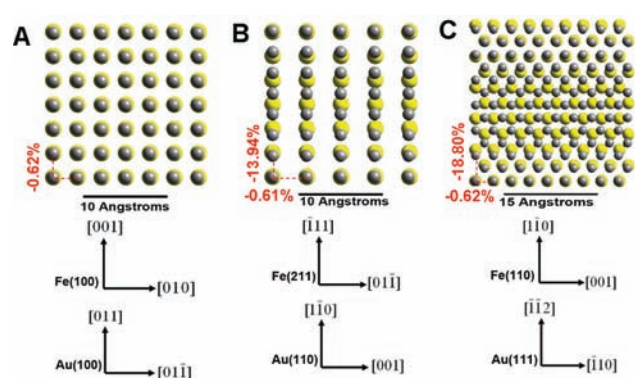 A
-0.62%
10 Angstroms
[001]
Fe(100)
[010]
[011]
Au(100)
[01̄1̄]
B
-13.94%
-0.61%
10 Angstroms
[1̄11]
Fe(211)
[011̄]
[11̄0]
Au(110)
[001]
C
-18.80%
-0.62%
15 Angstroms
[11̄0]
Fe(110)
[001]
[1̄1̄2]
Au(111)
[1̄10]